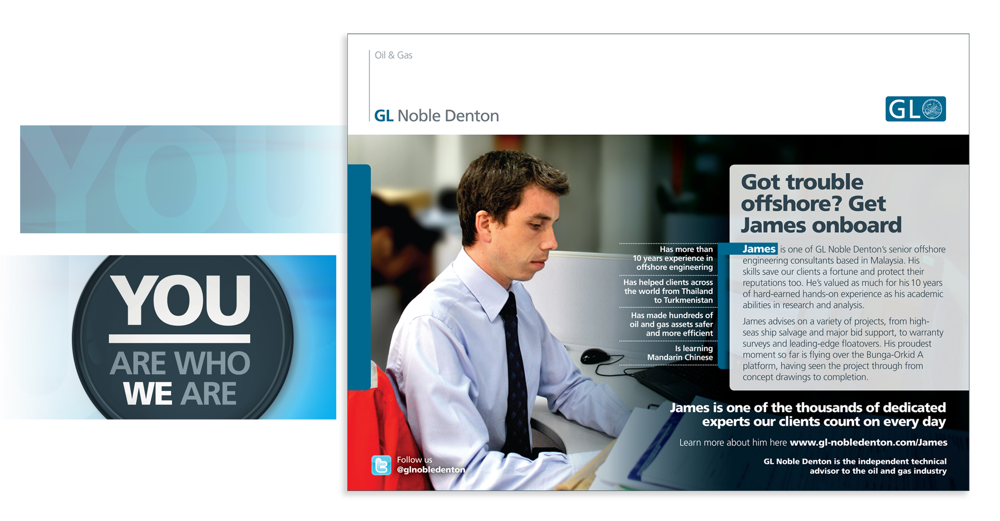 YOU
YOU
ARE WHO
WE ARE
Oil & Gas
GL Noble Denton
GL
Got trouble
offshore? Get
James onboard
Has more than
10 years experience in
offshore engineering
Has helped clients across
the world from Thailand
to Turkmenistan
Has made hundreds of
oil and gas assets safer
and more efficient
Is learning
Mandarin Chinese
James is one of GL Noble Denton’s senior offshore
engineering consultants based in Malaysia. His
skills save our clients a fortune and protect their
reputations too. He’s valued as much for his 10 years
of hard-earned hands-on experience as his academic
abilities in research and analysis.
James advises on a variety of projects, from high-
seas ship salvage and major bid support, to warranty
surveys and leading-edge floatovers. His proudest
moment so far is flying over the Bunga-Orkid A
platform, having seen the project through from
concept drawings to completion.
James is one of the thousands of dedicated
experts our clients count on every day
Learn more about him here www.gl-nobledenton.com/James
GL Noble Denton is the independent technical
advisor to the oil and gas industry
Follow us
@glnobledenton